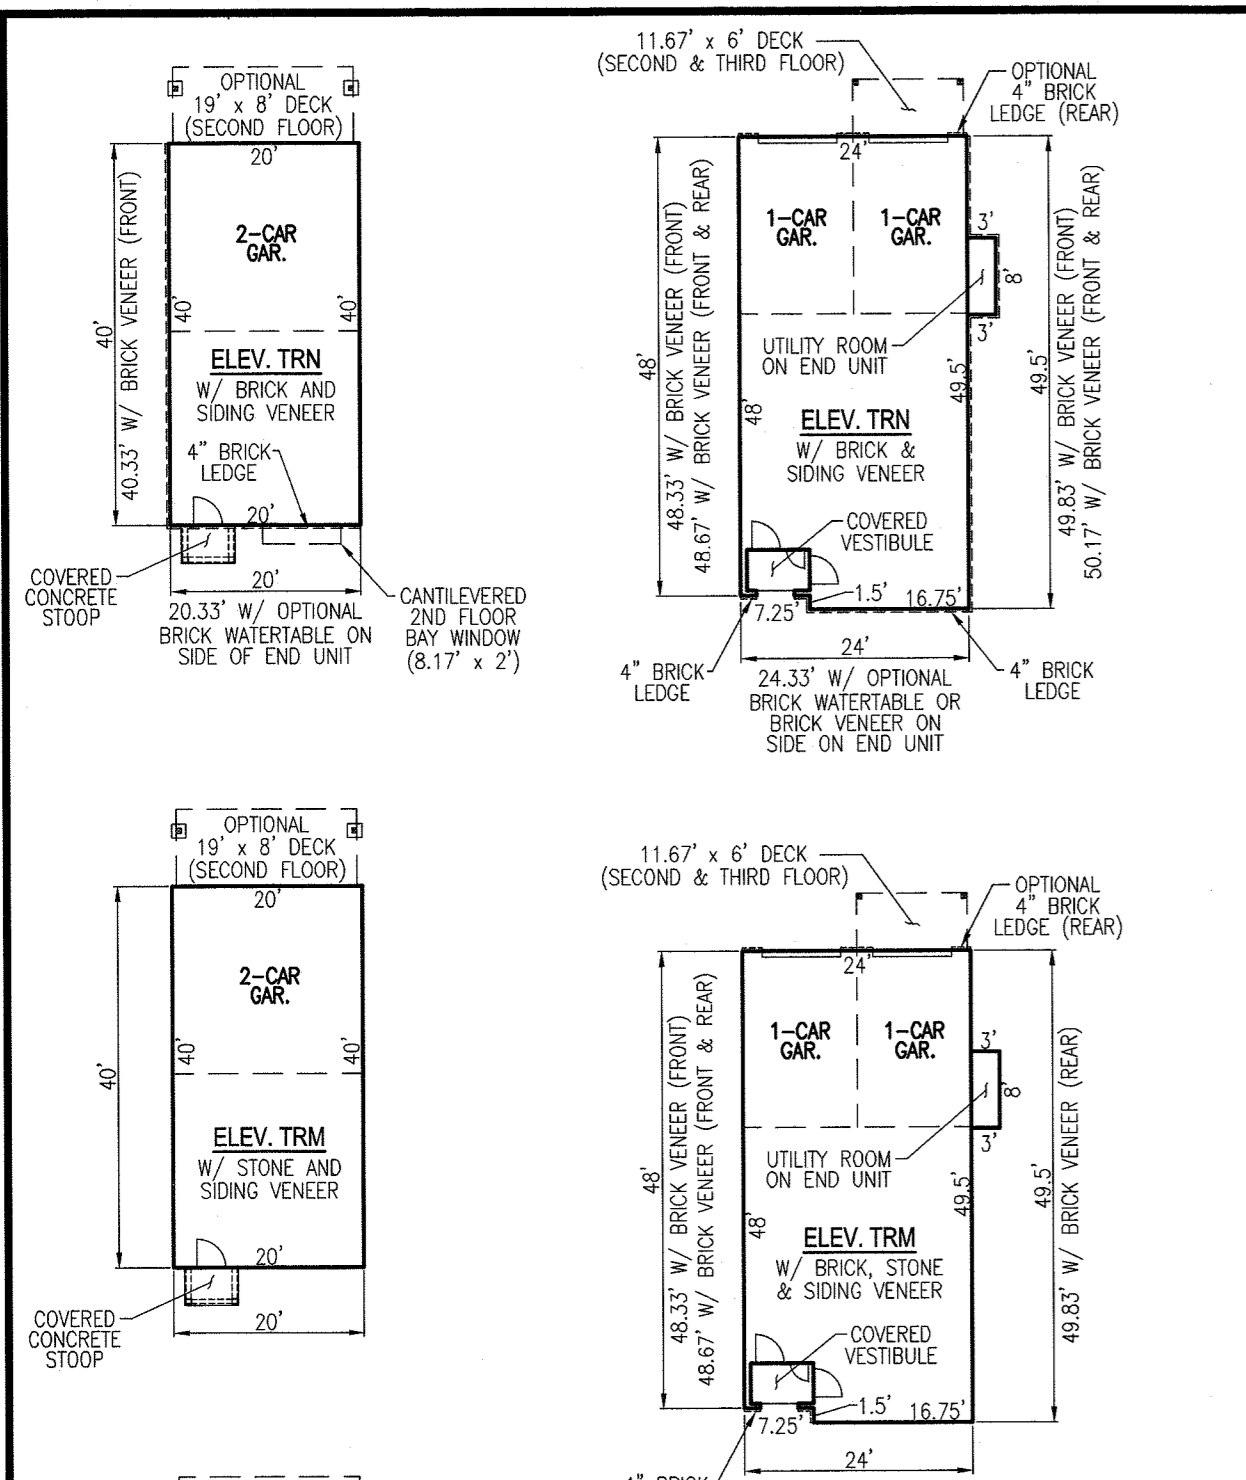 OPTIONAL
19' x 8' DECK
(SECOND FLOOR)
20'
2-CAR
GAR.
40'
40.33' W/ BRICK VENEER (FRONT)
40'
40'
ELEV. TRN
W/ BRICK AND
SIDING VENEER
4" BRICK
LEDGE
20'
COVERED
CONCRETE
STOOP
20'
20.33' W/ OPTIONAL
BRICK WATERTABLE ON
SIDE OF END UNIT
CANTILEVERED
2ND FLOOR
BAY WINDOW
(8.17' x 2')
11.67' x 6' DECK
(SECOND & THIRD FLOOR)
OPTIONAL
4" BRICK
LEDGE (REAR)
24'
1-CAR
GAR.
1-CAR
GAR.
3'
8'
3'
UTILITY ROOM
ON END UNIT
48'
48.33' W/ BRICK VENEER (FRONT)
48.67' W/ BRICK VENEER (FRONT & REAR)
48'
49.5'
49.5'
49.83' W/ BRICK VENEER (FRONT)
50.17' W/ BRICK VENEER (FRONT & REAR)
ELEV. TRN
W/ BRICK &
SIDING VENEER
COVERED
VESTIBULE
1.5'
16.75'
7.25'
4" BRICK
LEDGE
24'
24.33' W/ OPTIONAL
BRICK WATERTABLE OR
BRICK VENEER ON
SIDE ON END UNIT
4" BRICK
LEDGE
OPTIONAL
19' x 8' DECK
(SECOND FLOOR)
20'
2-CAR
GAR.
40'
40'
40'
ELEV. TRM
W/ STONE AND
SIDING VENEER
20'
COVERED
CONCRETE
STOOP
20'
11.67' x 6' DECK
(SECOND & THIRD FLOOR)
OPTIONAL
4" BRICK
LEDGE (REAR)
24'
1-CAR
GAR.
1-CAR
GAR.
3'
8'
3'
UTILITY ROOM
ON END UNIT
48'
48.33' W/ BRICK VENEER (FRONT)
48.67' W/ BRICK VENEER (FRONT & REAR)
48'
49.5'
49.5'
49.83' W/ BRICK VENEER (REAR)
ELEV. TRM
W/ BRICK, STONE
& SIDING VENEER
COVERED
VESTIBULE
1.5'
16.75'
7.25'
24'
4" BRICK